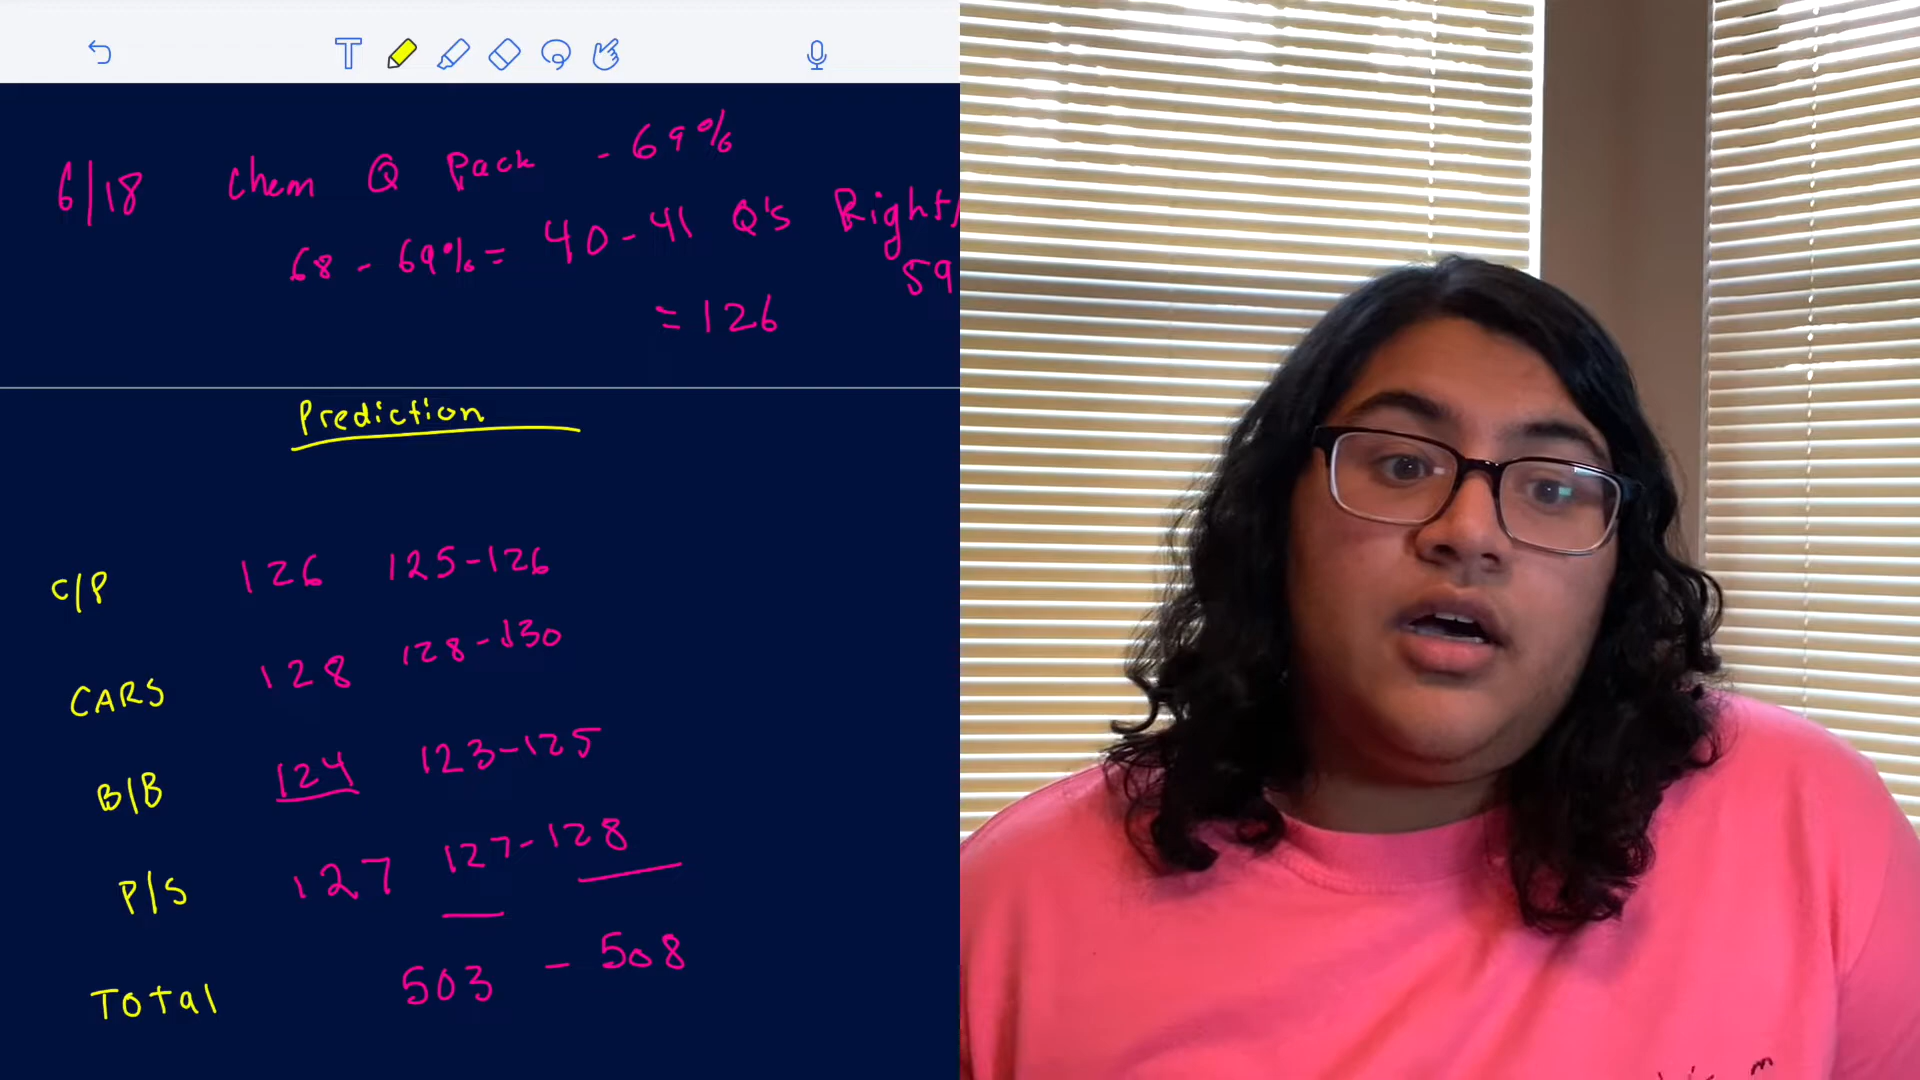 6/18 Chem Q Pack - 69%
68 - 69% = 40 - 41 Q's Right/
59
= 126
Prediction
C/P 126 125-126
CARS 128 128-130
B/B 124 123-125
P/S 127 127-128
Total 503 - 508